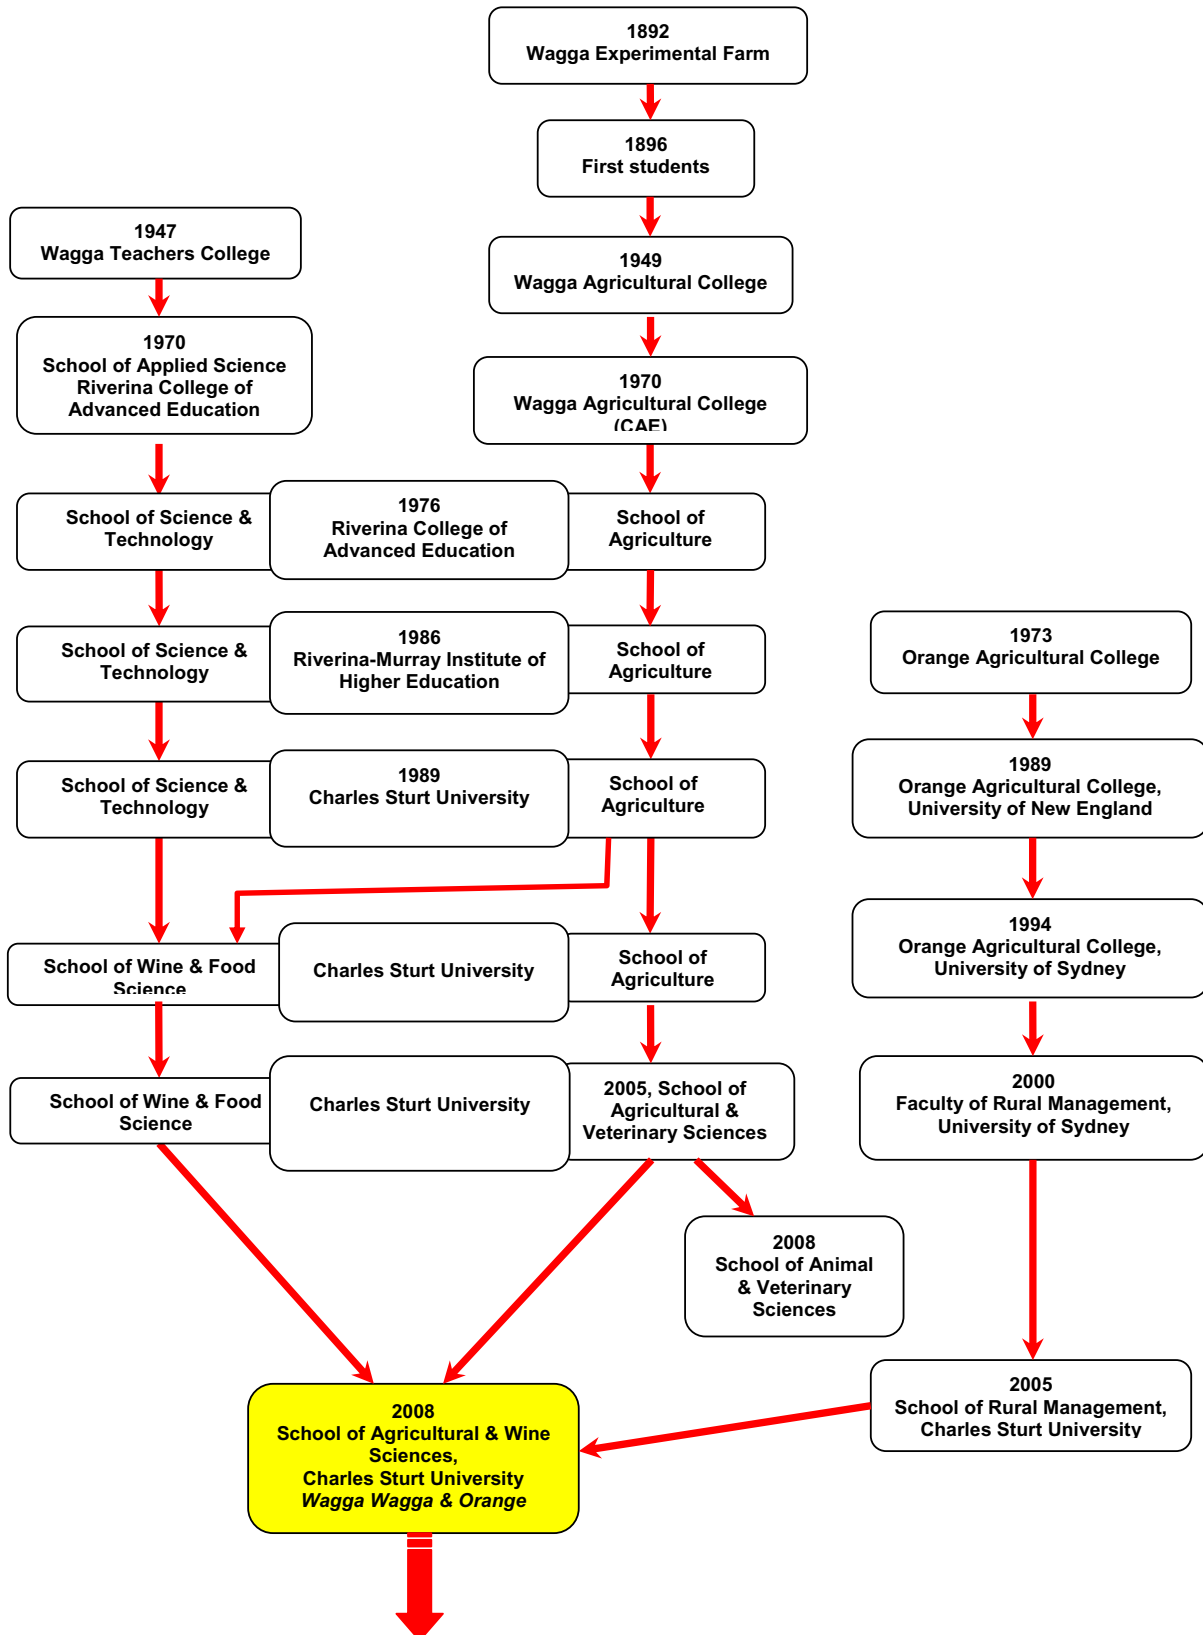 1892
Wagga Experimental Farm
1896
First students
1947
Wagga Teachers College
1949
Wagga Agricultural College
1970
School of Applied Science
Riverina College of
Advanced Education
1970
Wagga Agricultural College
(CAE)
School of Science &
Technology
1976
Riverina College of
Advanced Education
School of
Agriculture
School of Science &
Technology
1986
Riverina-Murray Institute of
Higher Education
School of
Agriculture
1973
Orange Agricultural College
School of Science &
Technology
1989
Charles Sturt University
School of
Agriculture
1989
Orange Agricultural College,
University of New England
School of Wine & Food
Science
Charles Sturt University
School of
Agriculture
1994
Orange Agricultural College,
University of Sydney
School of Wine & Food
Science
Charles Sturt University
2005, School of
Agricultural &
Veterinary Sciences
2000
Faculty of Rural Management,
University of Sydney
2008
School of Animal
& Veterinary
Sciences
2005
School of Rural Management,
Charles Sturt University
2008
School of Agricultural & Wine
Sciences,
Charles Sturt University
Wagga Wagga & Orange